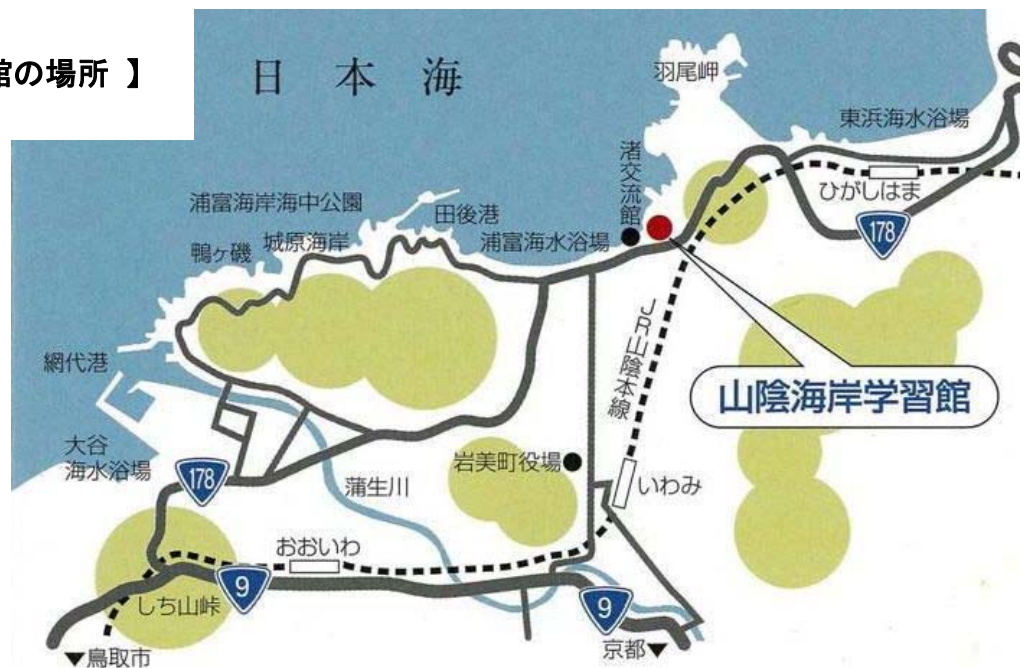 館の場所 】
日本海
羽尾岬
東浜海水浴場
渚交流館
ひがしはま
178
浦富海岸海中公園
田後港
城原海岸
浦富海水浴場
鴨ヶ磯
JR山陰本線
網代港
山陰海岸学習館
大谷
海水浴場
岩美町役場
178
蒲生川
いわみ
おおいわ
9
しち山峠
9
▼鳥取市
京都▼